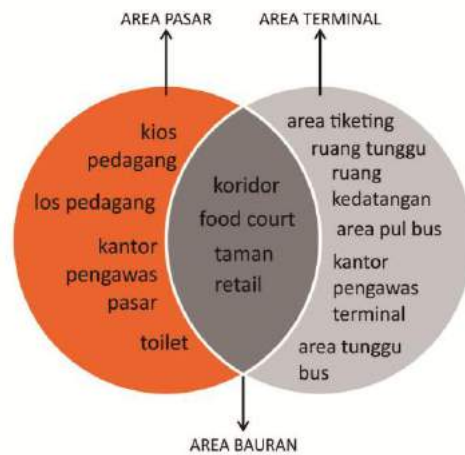 AREA PASAR
AREA TERMINAL
kios
pedagang
los pedagang
kantor
pengawas
pasar
toilet
koridor
food court
taman
retail
area tiketing
ruang tunggu
ruang
kedatangan
area pul bus
kantor
pengawas
terminal
area tunggu
bus
AREA BAURAN